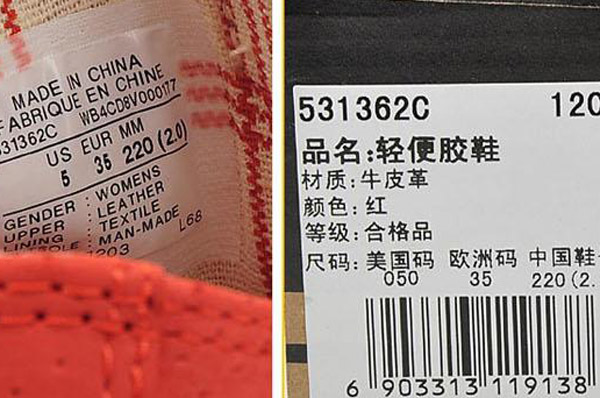 MADE IN CHINA
FABRIQUE EN CHINE
531362C WB4CD8V000177
US EUR MM
5 35 220 (2.0)
GENDER : WOMENS
UPPER : LEATHER
LINING : TEXTILE
MAN-MADE L68
1203
531362C 120
品名:轻便胶鞋
材质:牛皮革
颜色:红
等级:合格品
尺码:美国码 欧洲码 中国鞋
050 35 220(2.
6 903313 119138